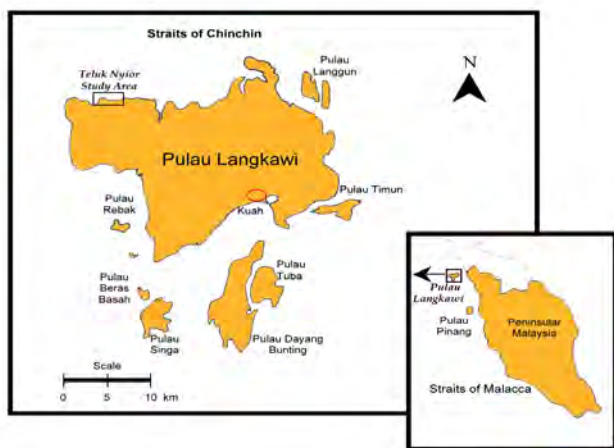 Straits of Chinchin
Teluk Nyior
Study Area
Pulau
Langgun
N
Pulau Langkawi
Pulau Timun
Kuah
Pulau
Rebak
Pulau
Beras
Basah
Pulau
Tuba
Pulau
Singa
Pulau Dayang
Bunting
Scale
0 5 10 km
Pulau
Langkawi
Pulau
Pinang
Peninsular
Malaysia
Straits of Malacca